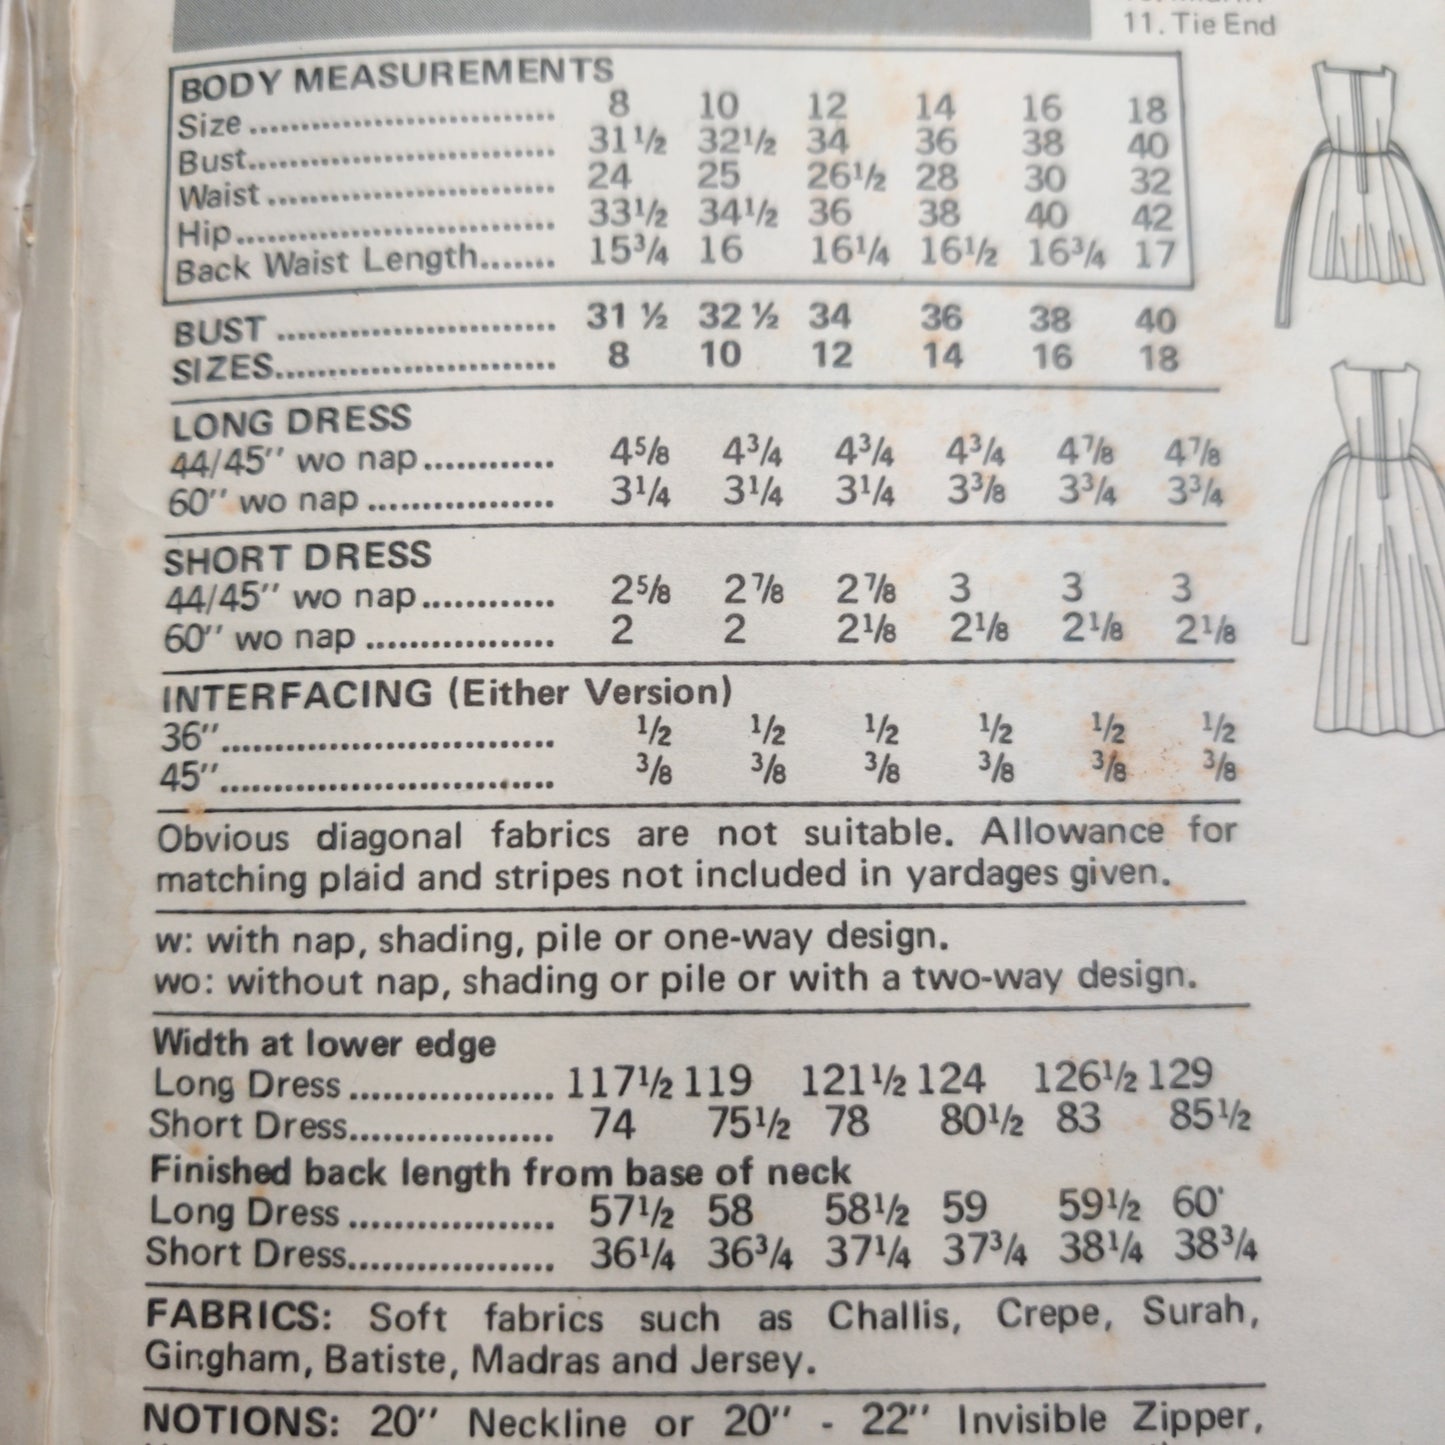 11. Tie End
BODY MEASUREMENTS
Size ............................ 8 10 12 14 16 18
Bust............................. 31½ 32½ 34 36 38 40
Waist ........................... 24 25 26½ 28 30 32
Hip.............................. 33½ 34½ 36 38 40 42
Back Waist Length....... 15¾ 16 16¼ 16½ 16¾ 17
BUST ........................... 31 ½ 32 ½ 34 36 38 40
SIZES........................... 8 10 12 14 16 18
LONG DRESS
44/45" wo nap............ 4⅝ 4¾ 4¾ 4¾ 4⅞ 4⅞
60" wo nap ................. 3¼ 3¼ 3¼ 3⅜ 3¾ 3¾
SHORT DRESS
44/45" wo nap............ 2⅝ 2⅞ 2⅞ 3 3 3
60" wo nap ................. 2 2 2⅛ 2⅛ 2⅛ 2⅛
INTERFACING (Either Version)
36".............................. ½ ½ ½ ½ ½ ½
45".............................. ⅜ ⅜ ⅜ ⅜ ⅜ ⅜
Obvious diagonal fabrics are not suitable. Allowance for
matching plaid and stripes not included in yardages given.
w: with nap, shading, pile or one-way design.
wo: without nap, shading or pile or with a two-way design.
Width at lower edge
Long Dress ................... 117½ 119 121½ 124 126½ 129
Short Dress................... 74 75½ 78 80½ 83 85½
Finished back length from base of neck
Long Dress ................... 57½ 58 58½ 59 59½ 60
Short Dress................... 36¼ 36¾ 37¼ 37¾ 38¼ 38¾
FABRICS: Soft fabrics such as Challis, Crepe, Surah,
Gingham, Batiste, Madras and Jersey.
NOTIONS: 20" Neckline or 20" - 22" Invisible Zipper,